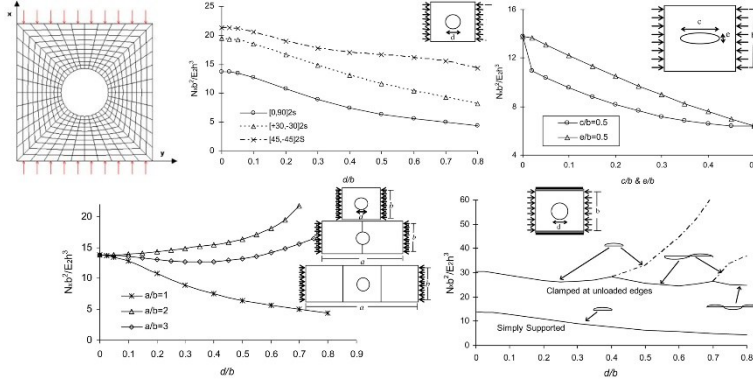 x
y
Nₓb²/E₂h³
25
20
15
10
5
0
[0,90]2s
[+30,-30]2s
[45,-45]2S
0
0.1
0.2
0.3
0.4
0.5
0.6
0.7
0.8
d/b
d
Nₓb²/E₂h³
16
12
8
4
c/b=0.5
e/b=0.5
0
0.1
0.2
0.3
0.4
c/b & e/b
c
e
Nₓb²/E₂h³
20
15
10
5
0
a/b=1
a/b=2
a/b=3
0
0.1
0.2
0.3
0.4
0.5
0.6
0.7
0.8
0.9
d/b
b
b
a
b
a
Nₓb²/E₂h³
60
50
40
30
20
10
0
Clamped at unloaded edges
Simply Supported
0
0.1
0.2
0.3
0.4
0.5
0.6
0.7
0.8
d/b
d
b